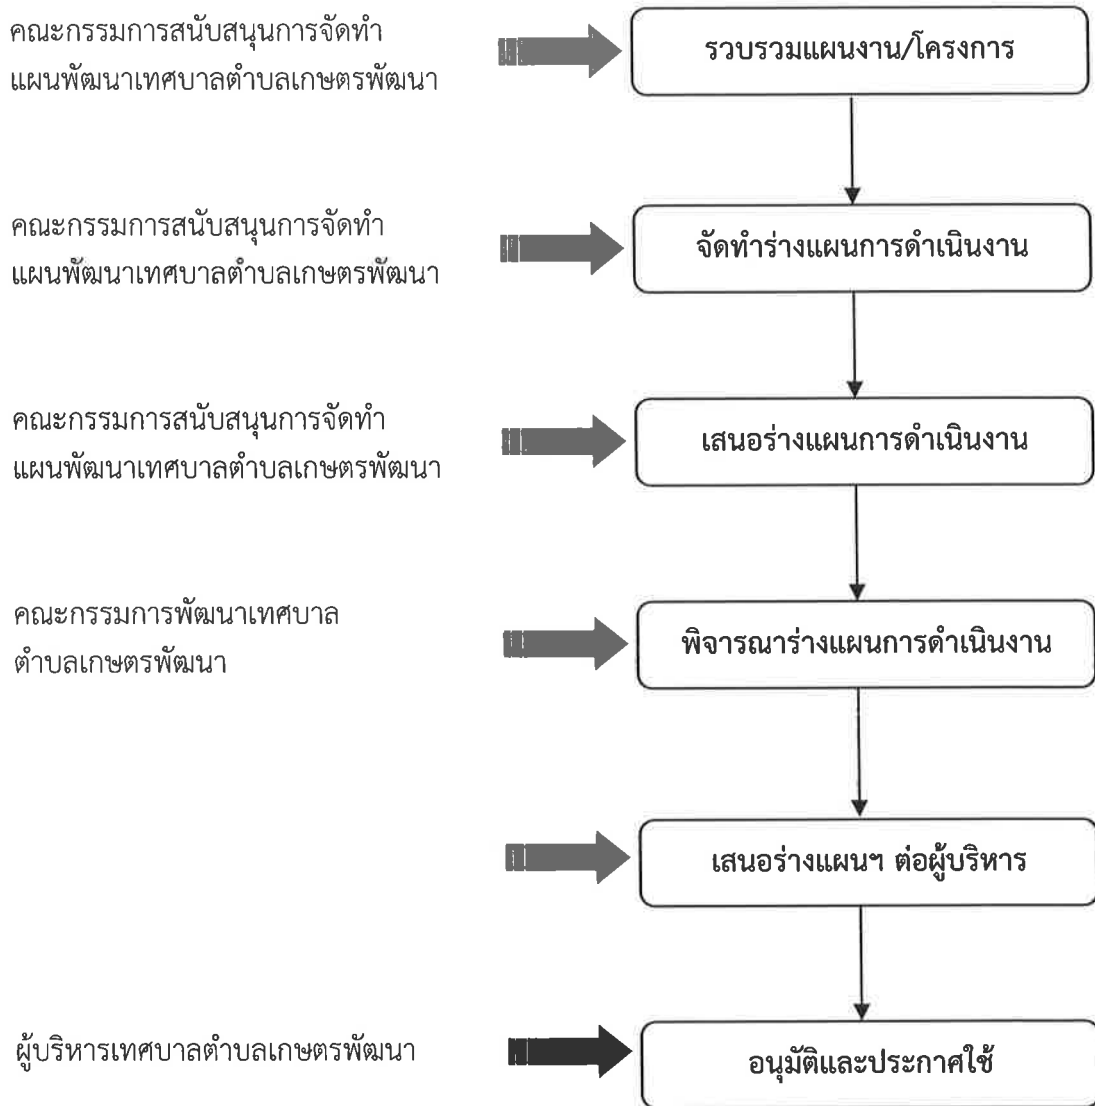 คณะกรรมการสนับสนุนการจัดทำ
แผนพัฒนาเทศบาลตำบลเกษตรพัฒนา
รวบรวมแผนงาน/โครงการ
คณะกรรมการสนับสนุนการจัดทำ
แผนพัฒนาเทศบาลตำบลเกษตรพัฒนา
จัดทำร่างแผนการดำเนินงาน
คณะกรรมการสนับสนุนการจัดทำ
แผนพัฒนาเทศบาลตำบลเกษตรพัฒนา
เสนอร่างแผนการดำเนินงาน
คณะกรรมการพัฒนาเทศบาล
ตำบลเกษตรพัฒนา
พิจารณาร่างแผนการดำเนินงาน
เสนอร่างแผนฯ ต่อผู้บริหาร
ผู้บริหารเทศบาลตำบลเกษตรพัฒนา
อนุมัติและประกาศใช้